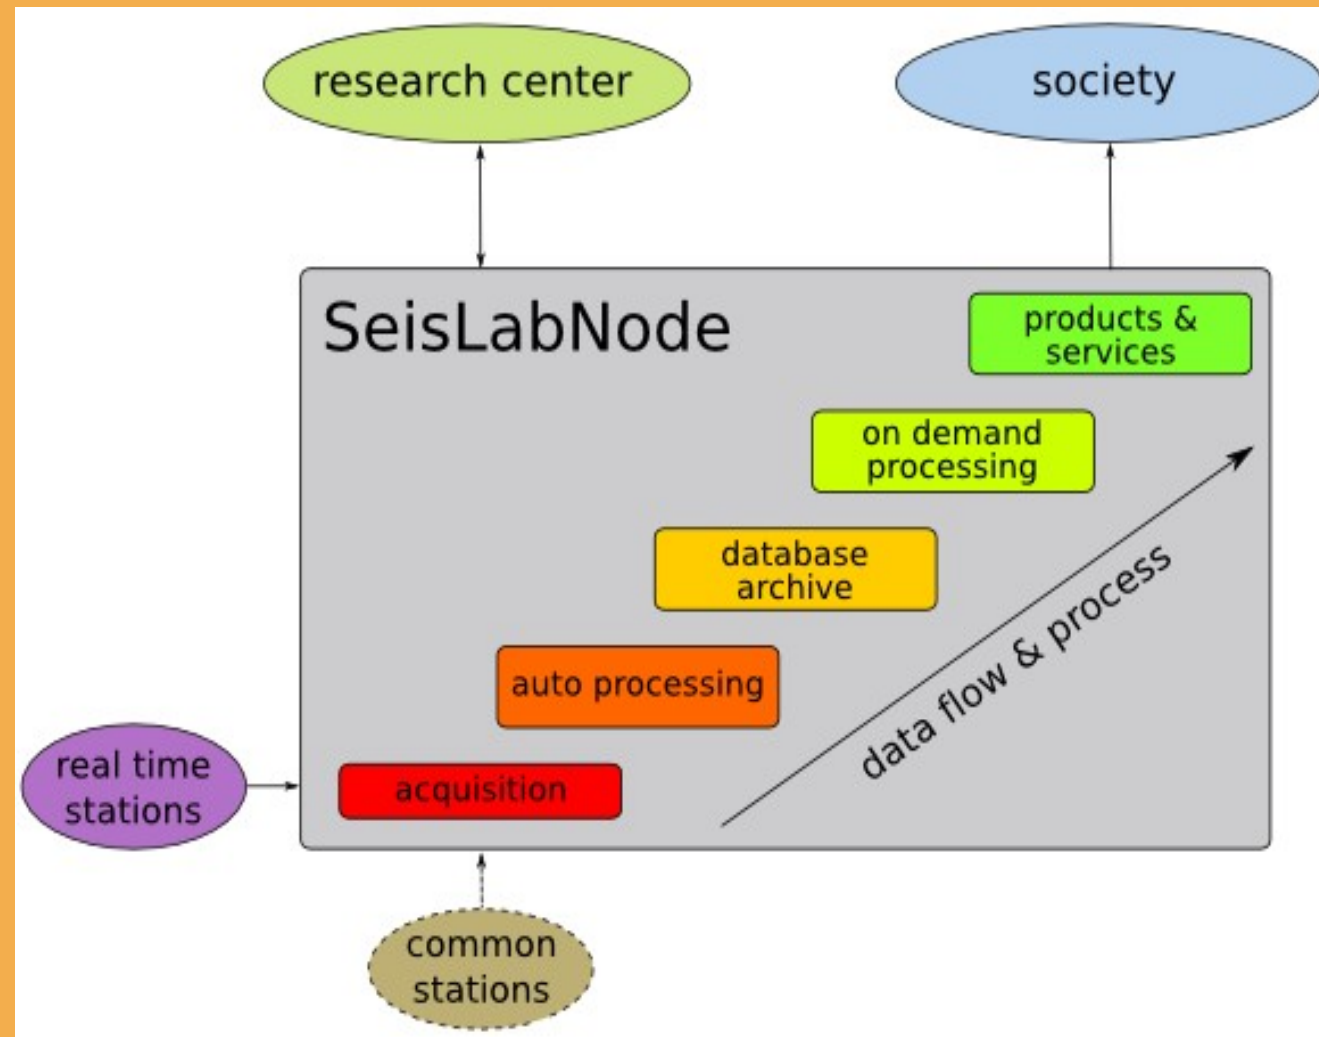 research center
society
SeisLabNode
products &
services
on demand
processing
database
archive
data flow & process
auto processing
real time
stations
acquisition
common
stations